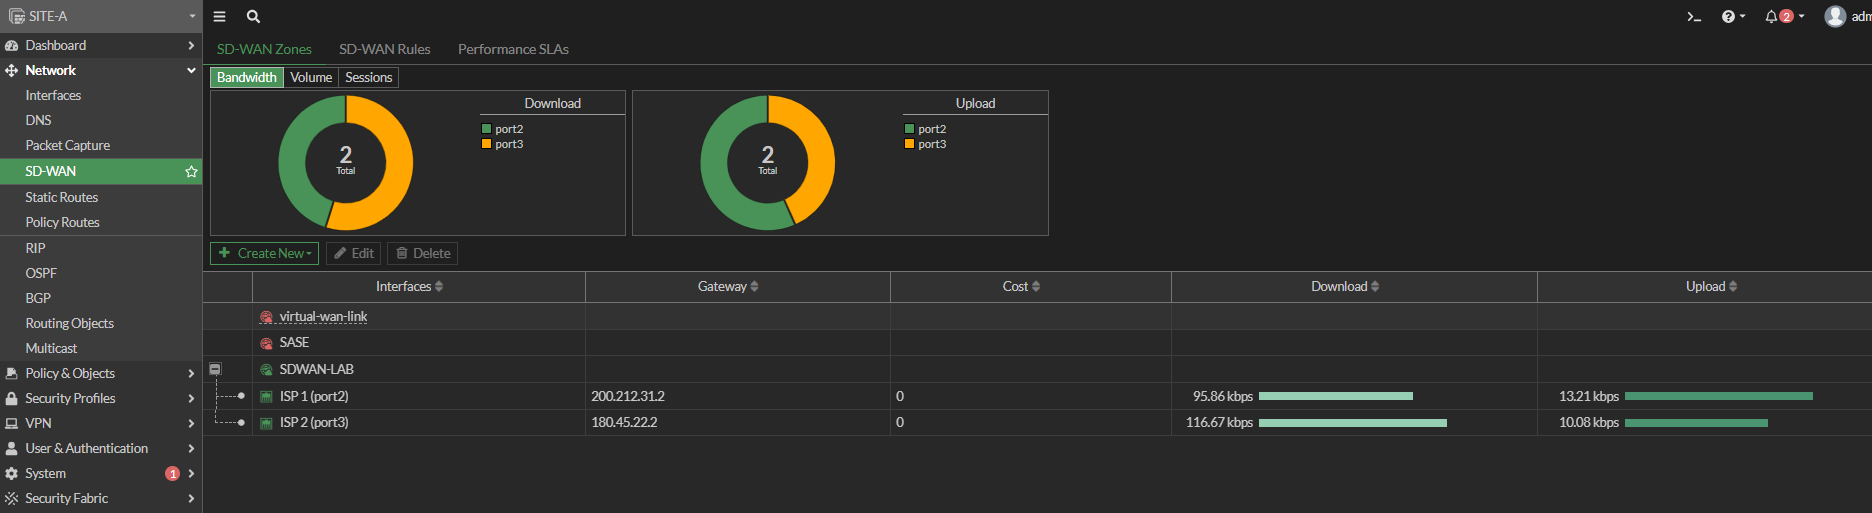 SITE-A
Dashboard
Network
Interfaces
DNS
Packet Capture
SD-WAN
Static Routes
Policy Routes
RIP
OSPF
BGP
Routing Objects
Multicast
Policy & Objects
Security Profiles
VPN
User & Authentication
System 1
Security Fabric
>_ ? 2 adm
SD-WAN Zones SD-WAN Rules Performance SLAs
Bandwidth Volume Sessions
Download
port2
port3
2
Total
Upload
port2
port3
2
Total
+ Create New Edit Delete
Interfaces Gateway Cost Download Upload
virtual-wan-link
SASE
SDWAN-LAB
ISP 1 (port2) 200.212.31.2 0 95.86 kbps 13.21 kbps
ISP 2 (port3) 180.45.22.2 0 116.67 kbps 10.08 kbps